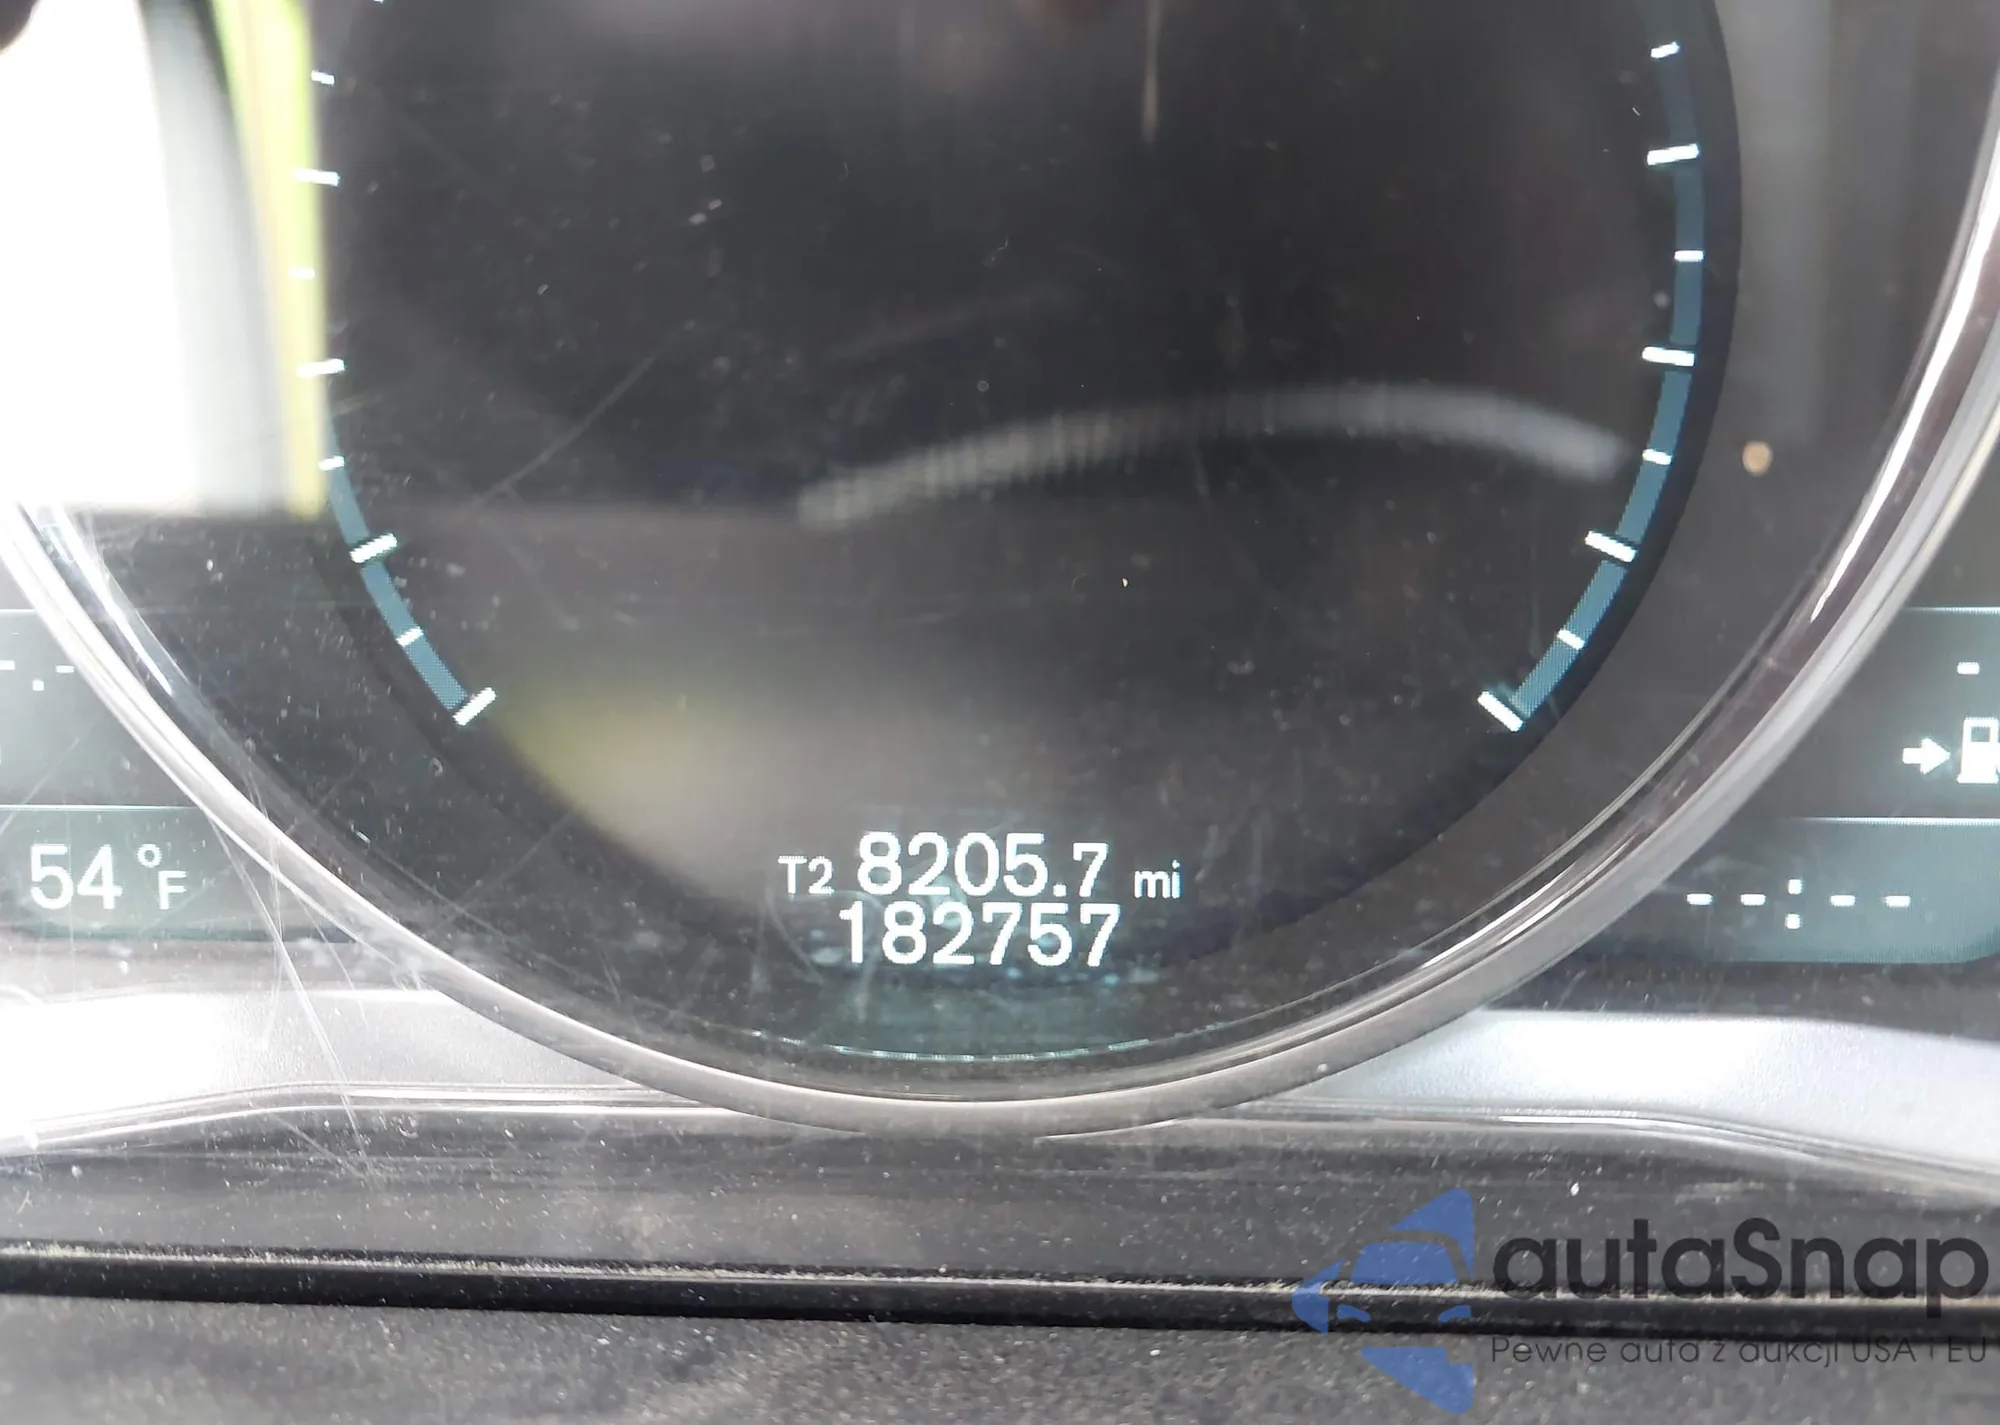 54 °F
T2 8205.7 mi
182757
--:--
autaSnap
Pewne auta z aukcji USA i EU